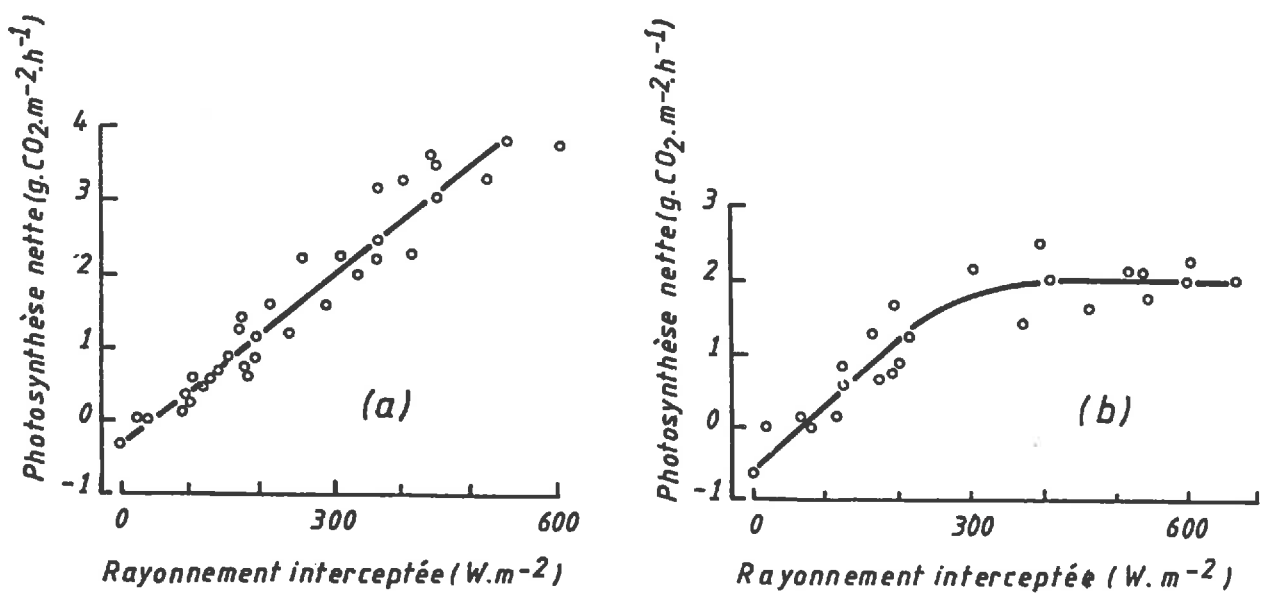 Photosynthèse nette (g.CO2.m-2.h-1)
4
3
2
1
0
-1
(a)
0 300 600
Rayonnement interceptée (W.m-2)
Photosynthèse nette (g.CO2.m-2.h-1)
3
2
1
0
-1
(b)
0 300 600
Rayonnement interceptée (W.m-2)